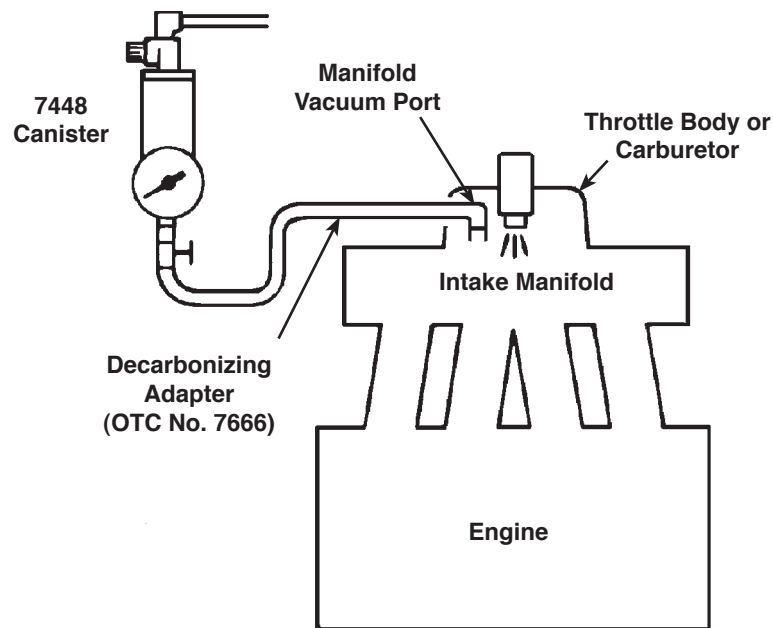 7448
Canister
Manifold
Vacuum Port
Throttle Body or
Carburetor
Intake Manifold
Decarbonizing
Adapter
(OTC No. 7666)
Engine